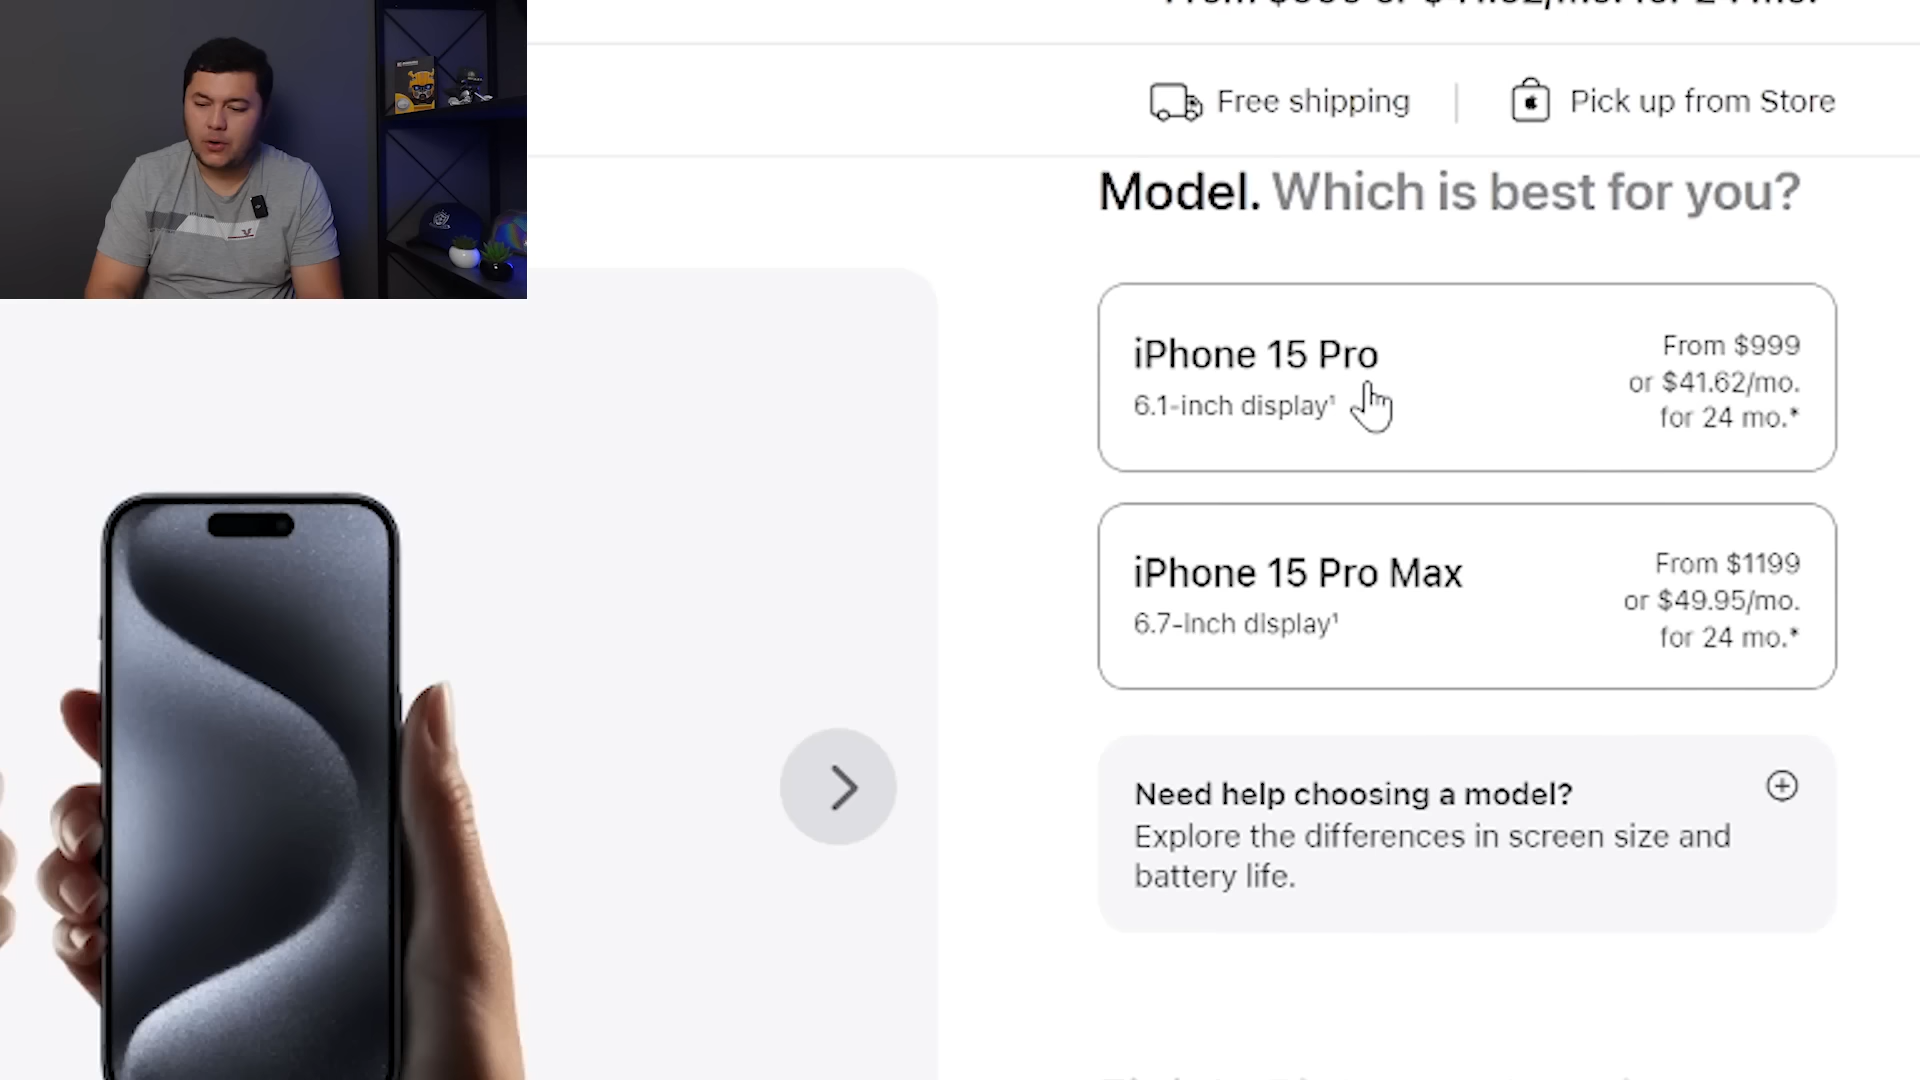 Free shipping
Pick up from Store
Model. Which is best for you?
iPhone 15 Pro
6.1-inch display¹
From $999
or $41.62/mo.
for 24 mo.*
iPhone 15 Pro Max
6.7-inch display¹
From $1199
or $49.95/mo.
for 24 mo.*
Need help choosing a model?
Explore the differences in screen size and
battery life.